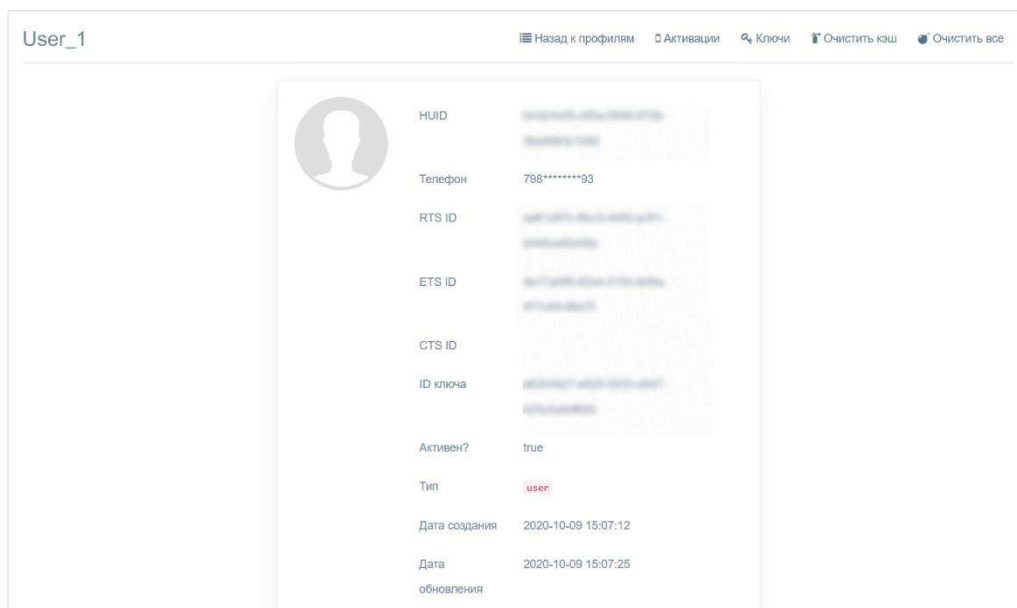 User_1
Назад к профилям Активации Ключи Очистить кэш Очистить все
HUID
Телефон 798********93
RTS ID
ETS ID
CTS ID
ID ключа
Активен? true
Тип user
Дата создания 2020-10-09 15:07:12
Дата 2020-10-09 15:07:25
обновления